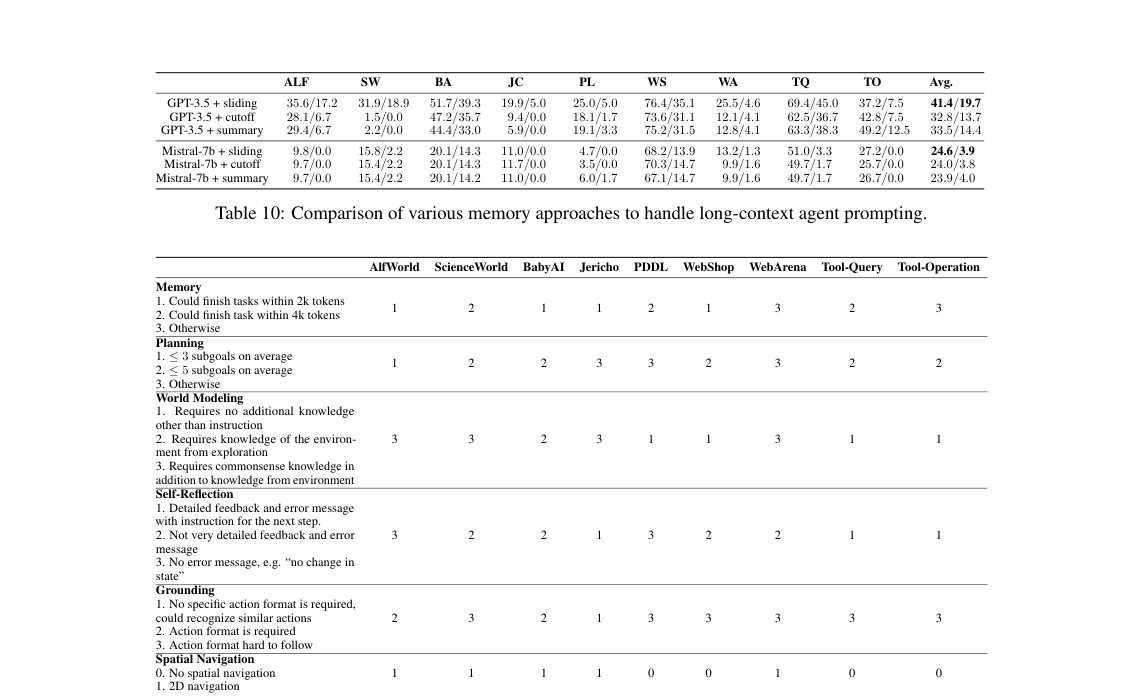 ALF SW BA JC PL WS WA TQ TO Avg.
GPT-3.5 + sliding 35.6/17.2 31.9/18.9 51.7/39.3 19.9/5.0 25.0/5.0 76.4/35.1 25.5/4.6 69.4/45.0 37.2/7.5 41.4/19.7
GPT-3.5 + cutoff 28.1/6.7 1.5/0.0 47.2/35.7 9.4/0.0 18.1/1.7 73.6/31.1 12.1/4.1 62.5/36.7 42.8/7.5 32.8/13.7
GPT-3.5 + summary 29.4/6.7 2.2/0.0 44.4/33.0 5.9/0.0 19.1/3.3 75.2/31.5 12.8/4.1 63.3/38.3 49.2/12.5 33.5/14.4
Mistral-7b + sliding 9.8/0.0 15.8/2.2 20.1/14.3 11.0/0.0 4.7/0.0 68.2/13.9 13.2/1.3 51.0/3.3 27.2/0.0 24.6/3.9
Mistral-7b + cutoff 9.7/0.0 15.4/2.2 20.1/14.3 11.7/0.0 3.5/0.0 70.3/14.7 9.9/1.6 49.7/1.7 25.7/0.0 24.0/3.8
Mistral-7b + summary 9.7/0.0 15.4/2.2 20.1/14.2 11.0/0.0 6.0/1.7 67.1/14.7 9.9/1.6 49.7/1.7 26.7/0.0 23.9/4.0
Table 10: Comparison of various memory approaches to handle long-context agent prompting.
AlfWorld ScienceWorld BabyAI Jericho PDDL WebShop WebArena Tool-Query Tool-Operation
Memory
1. Could finish tasks within 2k tokens
2. Could finish task within 4k tokens
3. Otherwise
1 2 1 1 2 1 3 2 3
Planning
1. ≤ 3 subgoals on average
2. ≤ 5 subgoals on average
3. Otherwise
1 2 2 3 3 2 3 2 2
World Modeling
1. Requires no additional knowledge
other than instruction
2. Requires knowledge of the environ-
ment from exploration
3. Requires commonsense knowledge in
addition to knowledge from environment
3 3 2 3 1 1 3 1 1
Self-Reflection
1. Detailed feedback and error message
with instruction for the next step.
2. Not very detailed feedback and error
message
3. No error message, e.g. “no change in
state”
3 2 2 1 3 2 2 1 1
Grounding
1. No specific action format is required,
could recognize similar actions
2. Action format is required
3. Action format hard to follow
2 3 2 1 3 3 3 3 3
Spatial Navigation
0. No spatial navigation
1. 2D navigation
1 1 1 1 0 0 1 0 0